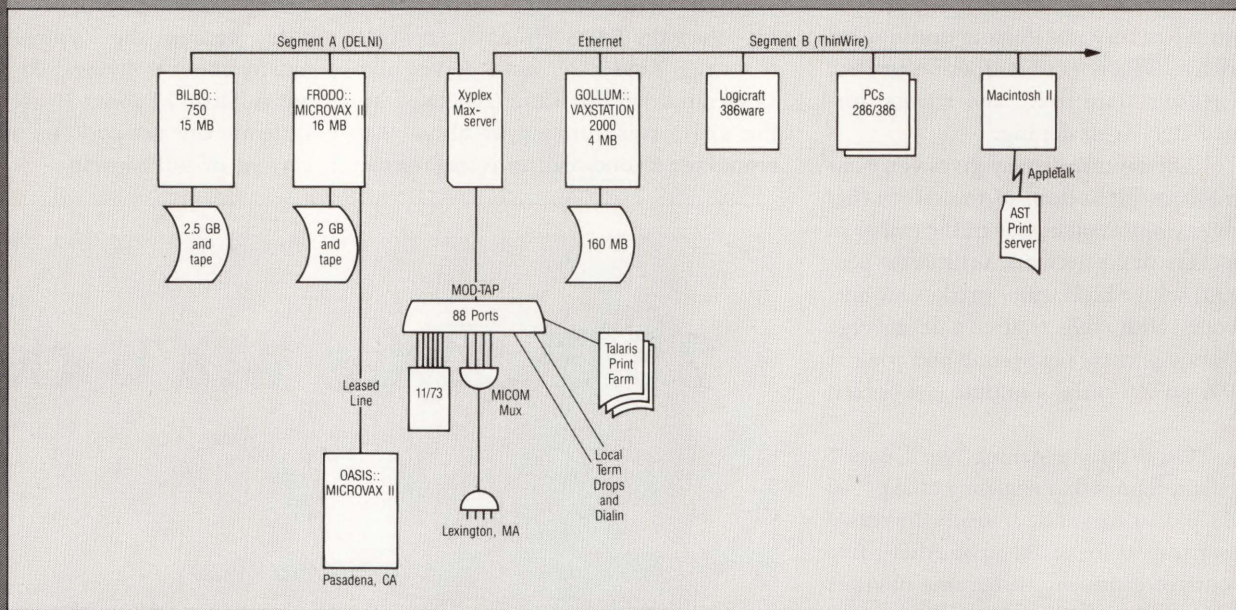 Segment A (DELNI)
Ethernet
Segment B (ThinWire)
BILBO::
750
15 MB
FRODO::
MICROVAX II
16 MB
Xyplex
Max-
server
GOLLUM::
VAXSTATION
2000
4 MB
Logicraft
386ware
PCs
286/386
Macintosh II
AppleTalk
2.5 GB
and
tape
2 GB
and
tape
160 MB
AST
Print
server
MOD-TAP
88 Ports
Leased
Line
11/73
MICOM
Mux
Talaris
Print
Farm
Local
Term
Drops
and
Dialin
OASIS::
MICROVAX II
Lexington, MA
Pasadena, CA